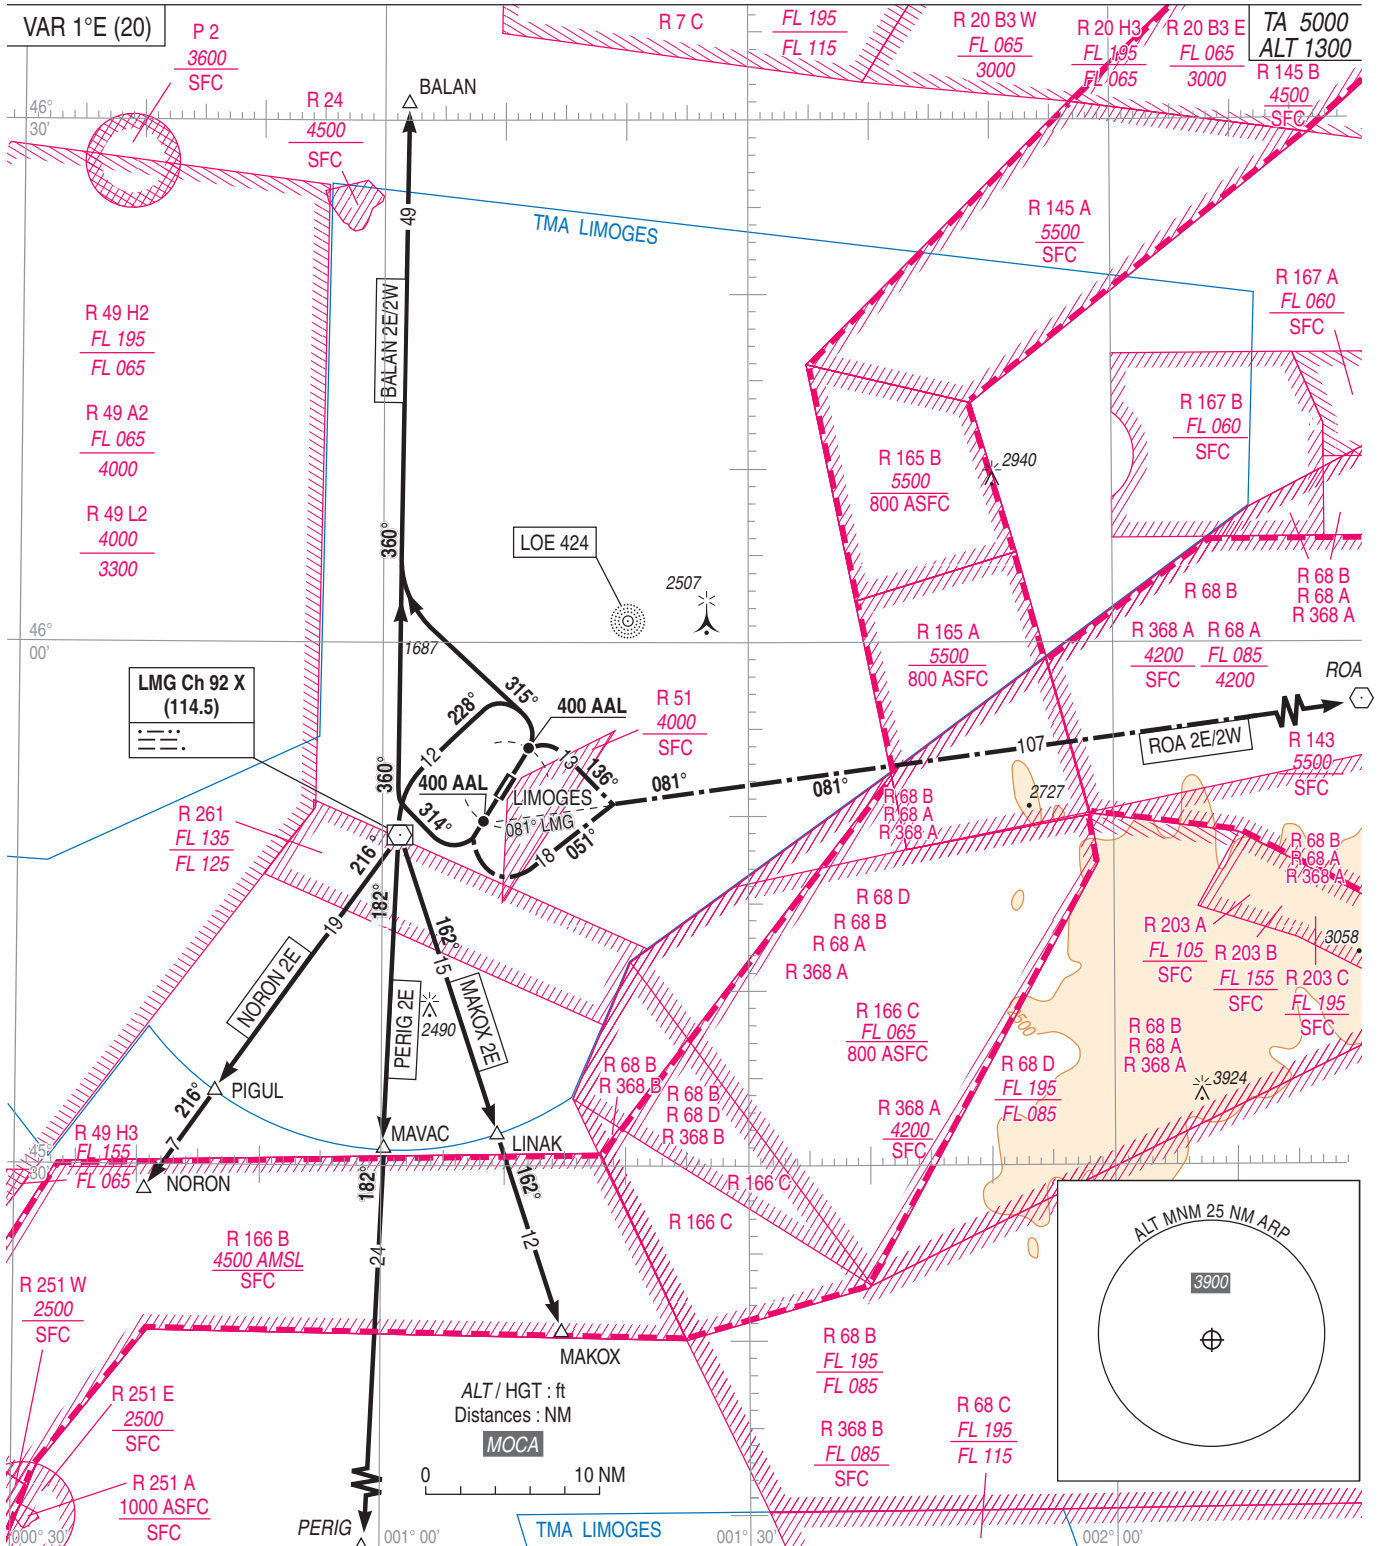 VAR 1°E (20)
P 2
3600
SFC
R 7 C
FL 195
FL 115
R 20 B3 W
FL 065
3000
R 20 H3
FL 195
FL 065
R 20 B3 E
FL 065
3000
TA 5000
ALT 1300
R 145 B
4500
SFC
BALAN
R 24
4500
SFC
46°
30'
49
TMA LIMOGES
R 145 A
5500
SFC
R 167 A
FL 060
SFC
R 49 H2
FL 195
FL 065
BALAN 2E/2W
R 49 A2
FL 065
4000
R 167 B
FL 060
SFC
R 165 B
5500
800 ASFC
2940
R 49 L2
4000
3300
360°
LOE 424
2507
R 68 B
R 68 B
R 68 A
R 368 A
46°
00'
1687
R 165 A
5500
800 ASFC
R 368 A
4200
SFC
R 68 A
FL 085
4200
ROA
LMG Ch 92 X
(114.5)
315°
228°
400 AAL
R 51
4000
SFC
12
13
136°
107
ROA 2E/2W
R 143
5500
SFC
360°
400 AAL
LIMOGES
081°
081°
2727
R 68 B
R 68 A
R 368 A
314°
081° LMG
R 261
FL 135
FL 125
216°
18
051°
R 68 B
R 68 A
R 368 A
182°
19
162°
15
R 68 D
R 68 B
R 68 A
R 368 A
R 203 A
FL 105
SFC
R 203 B
FL 155
SFC
R 203 C
FL 195
SFC
3058
NORON 2E
PERIG 2E
2490
MAKOX 2E
R 166 C
FL 065
800 ASFC
2500
R 68 B
R 68 A
R 368 A
R 68 B
R 368 B
R 68 D
FL 195
FL 085
3924
PIGUL
216°
R 68 B
R 68 D
R 368 B
R 368 A
4200
SFC
R 49 H3
FL 155
FL 065
7
MAVAC
LINAK
45°
30'
NORON
182°
162°
R 166 C
R 166 C
R 166 B
4500 AMSL
SFC
24
12
ALT MNM 25 NM ARP
3900
R 251 W
2500
SFC
MAKOX
R 68 B
FL 195
FL 085
R 251 E
2500
SFC
ALT / HGT : ft
Distances : NM
MOCA
R 368 B
FL 085
SFC
R 68 C
FL 195
FL 115
0
10 NM
R 251 A
1000 ASFC
SFC
PERIG
000° 30'
001° 00'
TMA LIMOGES
001° 30'
002° 00'